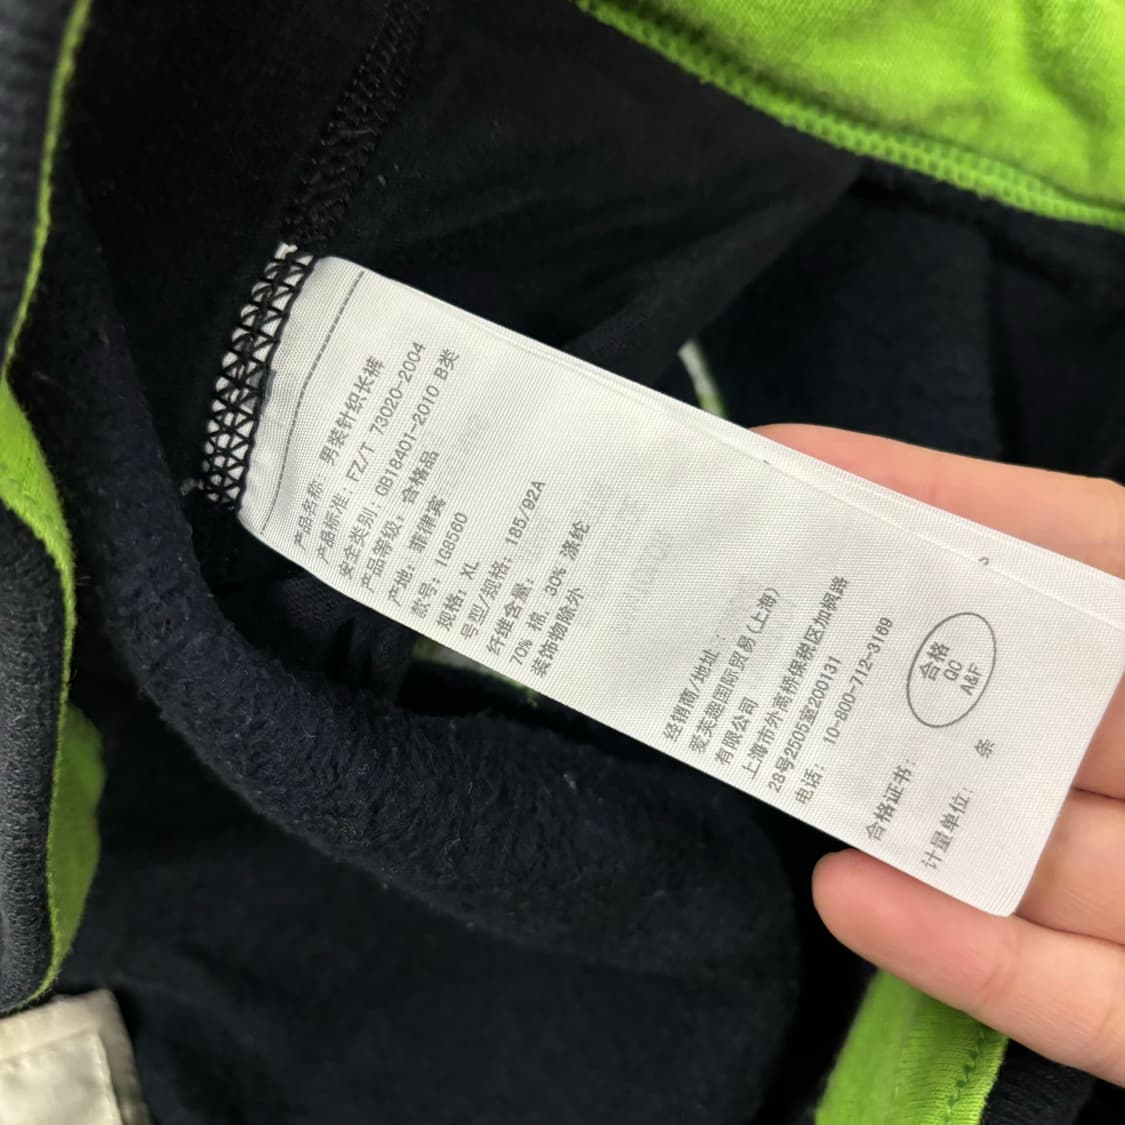 产品名称: 男装针织长裤
产品标准: FZ/T 73020-2004
安全类别: GB18401-2010 B类
产品等级: 合格品
产地: 菲律宾
款号: IG8560
规格: XL
号型/规格: 185/92A
纤维含量:
70% 棉, 30% 涤纶
装饰物除外
经销商/地址:
爱芙趣国际贸易(上海)
有限公司
上海市外高桥保税区加枫路
28号2505室200131
电话: 10-800-712-3169
合格证书:
合格
QC
A&F
计量单位: 条